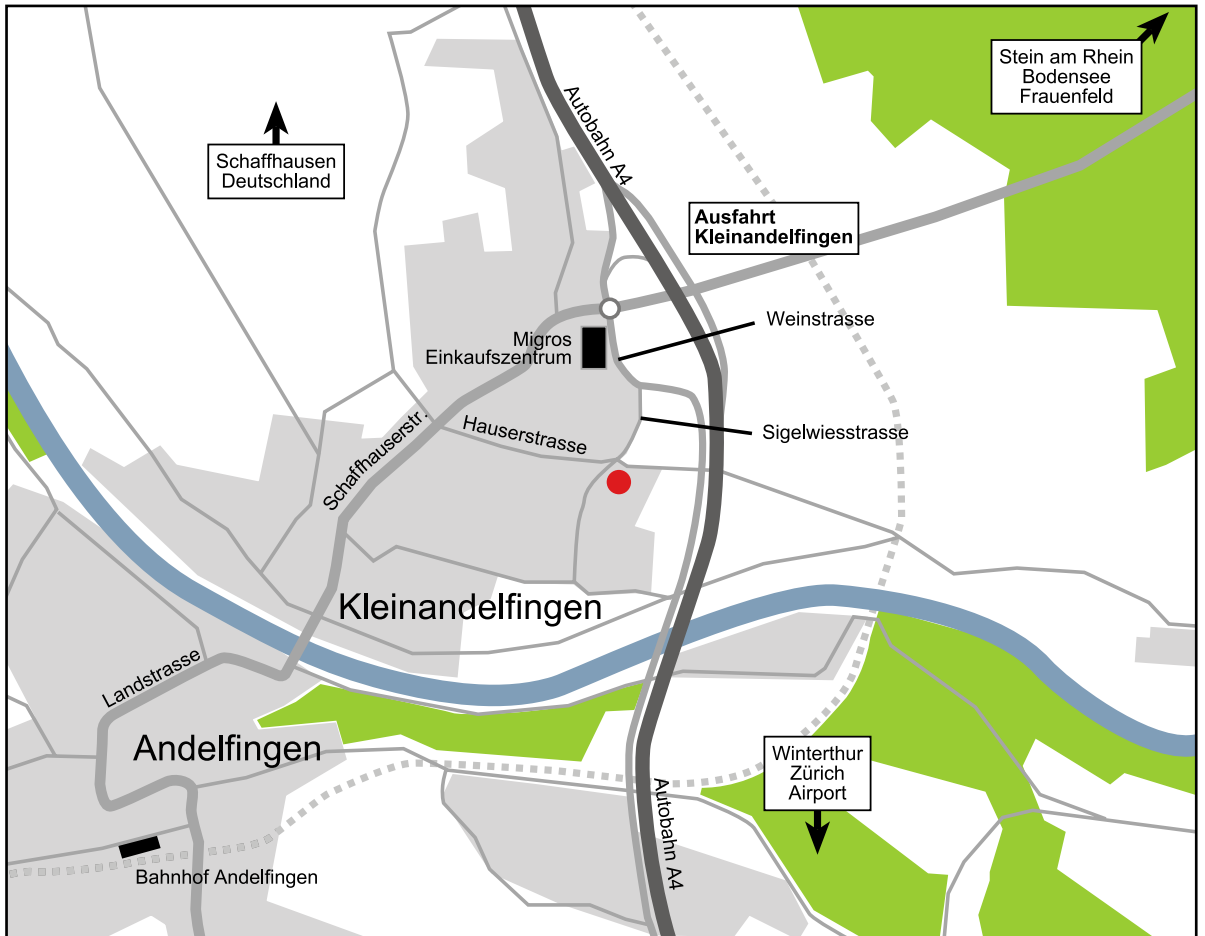 Stein am Rhein
Bodensee
Frauenfeld
Autobahn A4
Schaffhausen
Deutschland
Ausfahrt
Kleinandelfingen
Weinstrasse
Migros
Einkaufszentrum
Hauserstrasse
Sigelwiesstrasse
Schaffhauserstr.
Kleinandelfingen
Landstrasse
Andelfingen
Winterthur
Zürich
Airport
Autobahn A4
Bahnhof Andelfingen